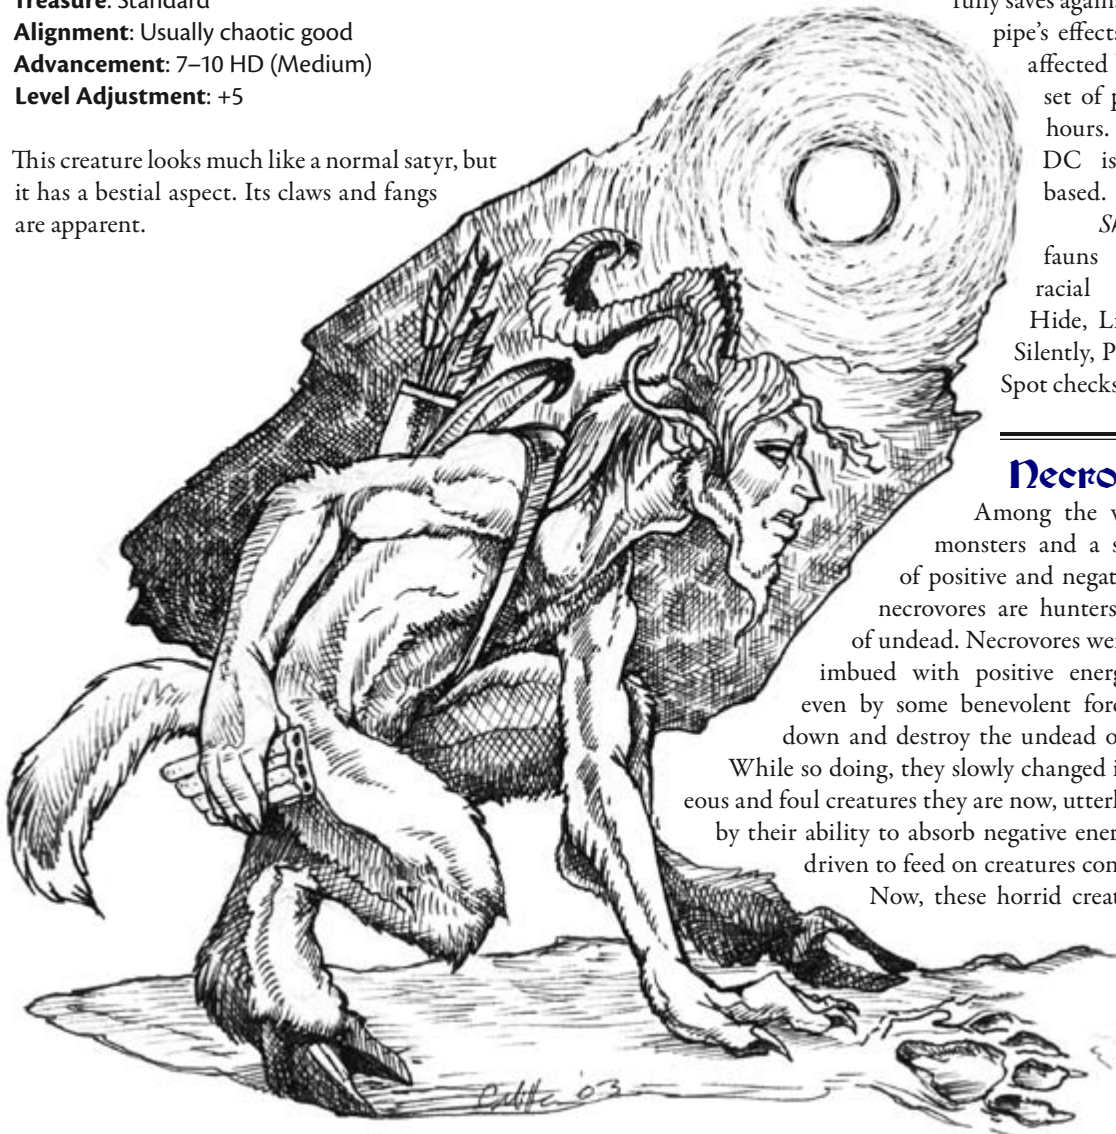 Treasure: Standard
Alignment: Usually chaotic good
Advancement: 7–10 HD (Medium)
Level Adjustment: +5
This creature looks much like a normal satyr, but
it has a bestial aspect. Its claws and fangs
are apparent.
fully saves again
pipe’s effects
affected
set of p
hours.
DC is
based.
fauns
racial
Hide, Li
Silently, P
Spot checks
Necro
Among the v
monsters and a s
of positive and negat
necrovores are hunters
of undead. Necrovores wer
imbued with positive energ
even by some benevolent forc
down and destroy the undead o
While so doing, they slowly changed i
eous and foul creatures they are now, utterl
by their ability to absorb negative ener
driven to feed on creatures con
Now, these horrid creat
'03